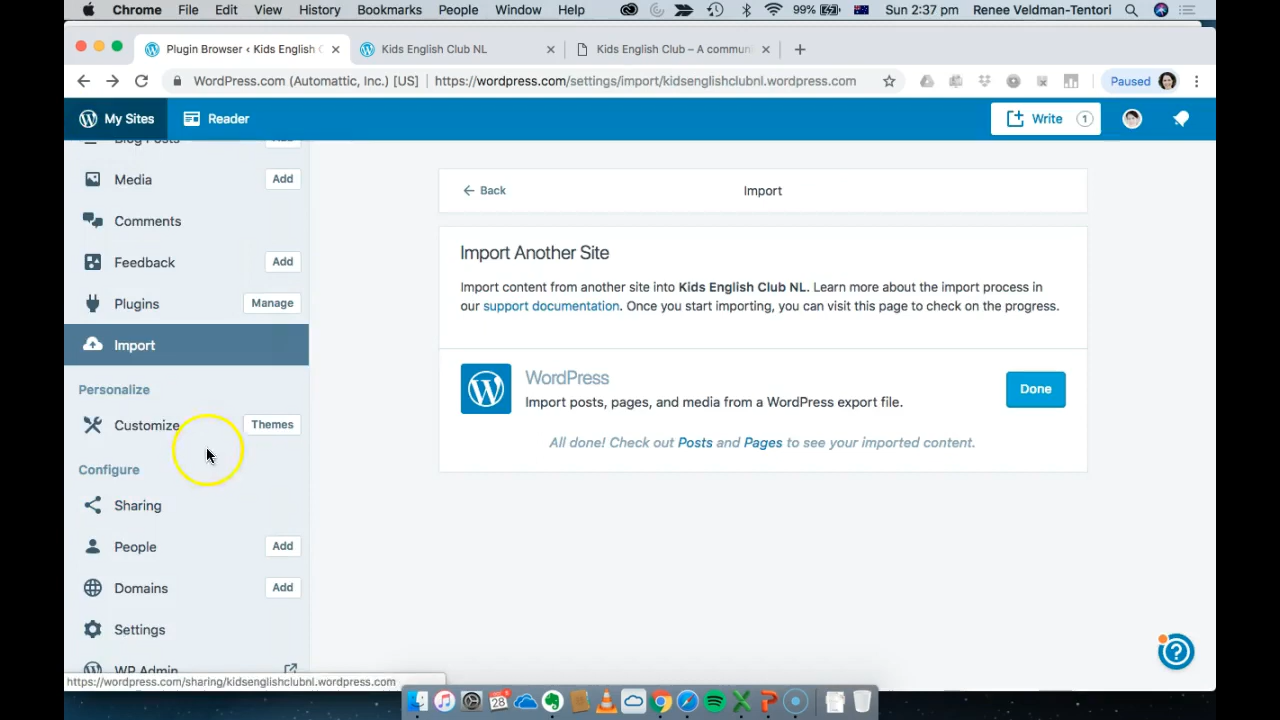 Chrome File Edit View History Bookmarks People Window Help 99% Sun 2:37 pm Renee Veldman-Tentori
Plugin Browser ‹ Kids English C
Kids English Club NL
Kids English Club – A commun
WordPress.com (Automattic, Inc.) [US] https://wordpress.com/settings/import/kidsenglishclubnl.wordpress.com Paused
My Sites Reader Write 1
Blog Posts Add
Media Add
Comments
Feedback Add
Plugins Manage
Import
Personalize
Customize Themes
Configure
Sharing
People Add
Domains Add
Settings
WP Admin
https://wordpress.com/sharing/kidsenglishclubnl.wordpress.com
Back Import
Import Another Site
Import content from another site into Kids English Club NL. Learn more about the import process in
our support documentation. Once you start importing, you can visit this page to check on the progress.
WordPress
Import posts, pages, and media from a WordPress export file.
Done
All done! Check out Posts and Pages to see your imported content.
28